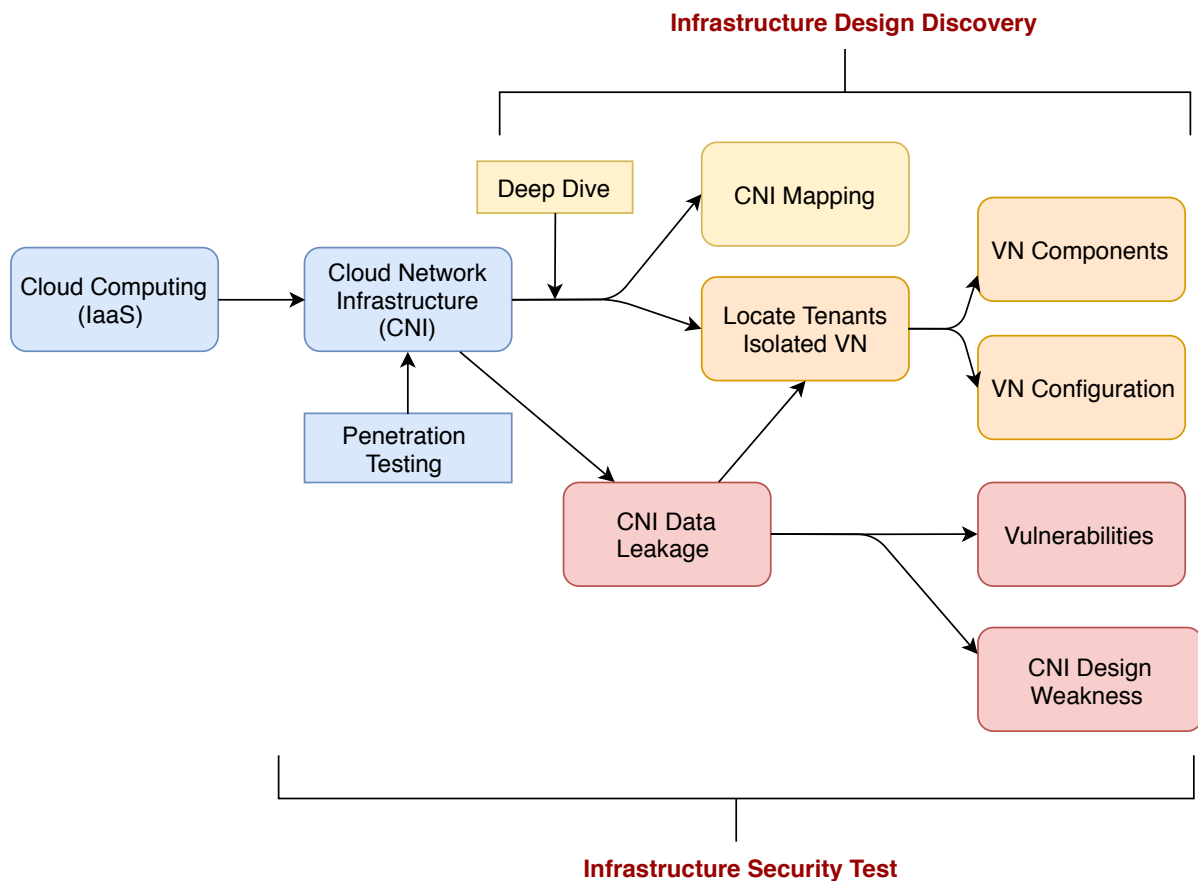 Infrastructure Design Discovery
Deep Dive
CNI Mapping
VN Components
Cloud Computing
(IaaS)
Cloud Network
Infrastructure
(CNI)
Locate Tenants
Isolated VN
VN Configuration
Penetration
Testing
CNI Data
Leakage
Vulnerabilities
CNI Design
Weakness
Infrastructure Security Test